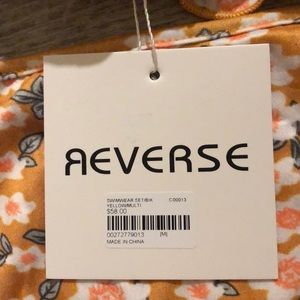 REVERSE
SWIMWEAR SET/BIK C00013
YELLOW/MULTI
$58.00
00272779013 [M]
MADE IN CHINA